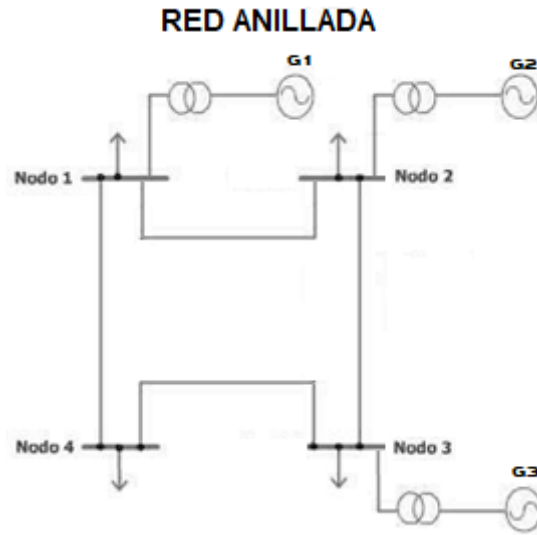 RED ANILLADA
G1
G2
Nodo 1
Nodo 2
Nodo 4
Nodo 3
G3